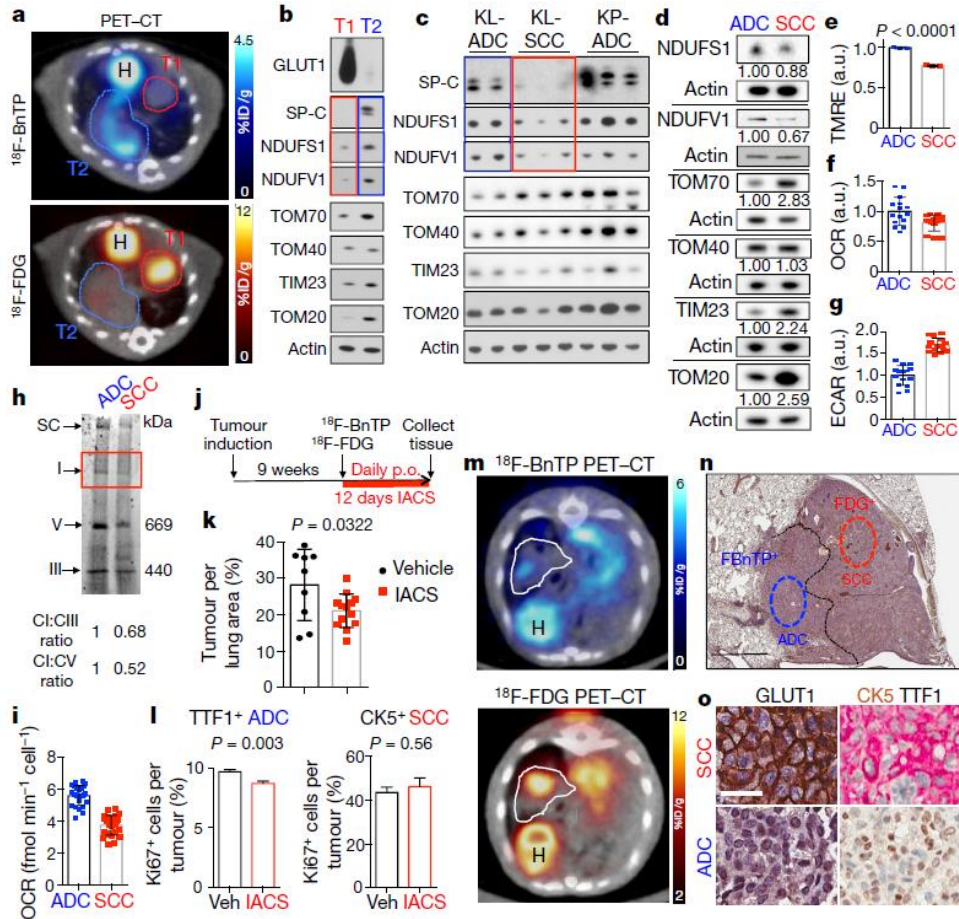 a
PET–CT
¹⁸F-BnTP
H
T1
T2
4.5
%ID/g
0
¹⁸F-FDG
H
T1
T2
12
%ID/g
0
b
T1 T2
GLUT1
SP-C
NDUFS1
NDUFV1
TOM70
TOM40
TIM23
TOM20
Actin
c
KL- KL- KP-
ADC SCC ADC
SP-C
NDUFS1
NDUFV1
TOM70
TOM40
TIM23
TOM20
Actin
d
ADC SCC
NDUFS1
1.00 0.88
Actin
NDUFV1
1.00 0.67
Actin
TOM70
1.00 2.83
Actin
TOM40
1.00 1.03
Actin
TIM23
1.00 2.24
Actin
TOM20
1.00 2.59
Actin
e
P < 0.0001
TMRE (a.u.)
1.0
0.5
0
ADC SCC
f
OCR (a.u.)
1.5
1.0
0.5
0
ADC SCC
g
ECAR (a.u.)
2.0
1.5
1.0
0.5
0
ADC SCC
h
ADC SCC
kDa
SC
I
V
669
III
440
CI:CIII
ratio
1 0.68
CI:CV
ratio
1 0.52
i
OCR (fmol min⁻¹ cell⁻¹)
8
6
4
2
0
ADC SCC
j
Tumour
induction
¹⁸F-BnTP
¹⁸F-FDG
Collect
tissue
9 weeks
Daily p.o.
12 days IACS
k
P = 0.0322
Tumour per
lung area (%)
40
30
20
10
0
Vehicle
IACS
l
TTF1⁺ ADC
P = 0.003
Ki67⁺ cells per
tumour (%)
10
5
0
Veh IACS
CK5⁺ SCC
P = 0.56
Ki67⁺ cells per
tumour (%)
60
40
20
0
Veh IACS
m
¹⁸F-BnTP PET–CT
H
6
%ID/g
0
¹⁸F-FDG PET–CT
H
12
%ID/g
2
n
FDG⁺
FBnTP⁺
SCC
ADC
o
GLUT1
CK5 TTF1
SCC
ADC